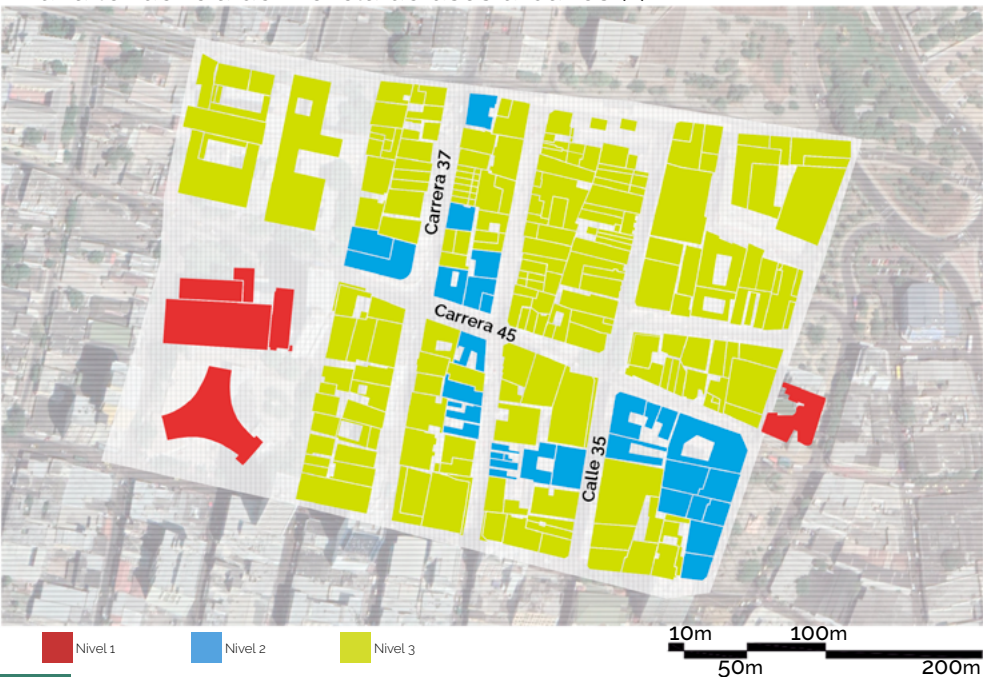 Carrera 37
Carrera 45
Calle 35
Nivel 1
Nivel 2
Nivel 3
10m
100m
50m
200m